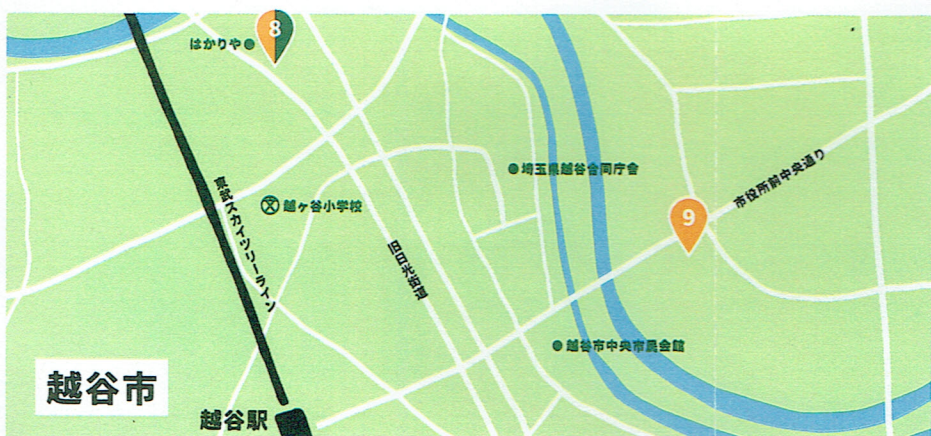 8
はかりや
埼玉県越谷合同庁舎
市役所前中央通り
東武スカイツリーライン
越ヶ谷小学校
文
9
旧日光街道
越谷市中央市民会館
越谷市
越谷駅